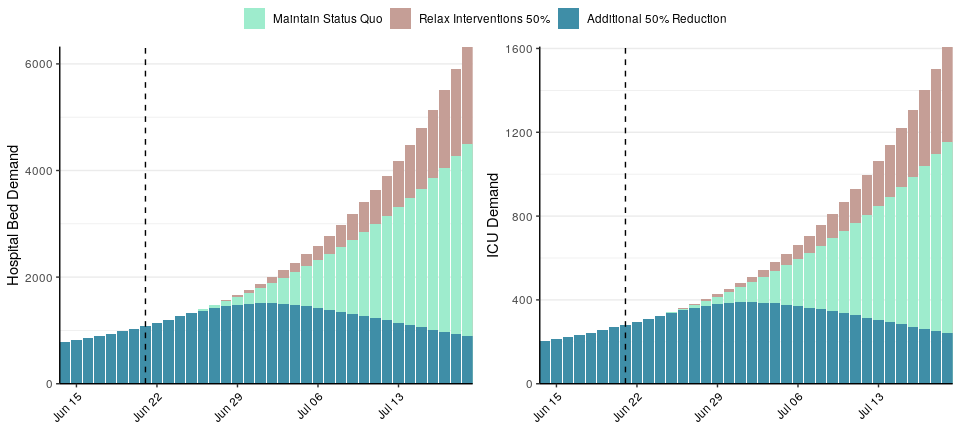 Maintain Status Quo Relax Interventions 50% Additional 50% Reduction
Hospital Bed Demand
6000
4000
2000
0
Jun 15 Jun 22 Jun 29 Jul 06 Jul 13
ICU Demand
1600
1200
800
400
0
Jun 15 Jun 22 Jun 29 Jul 06 Jul 13